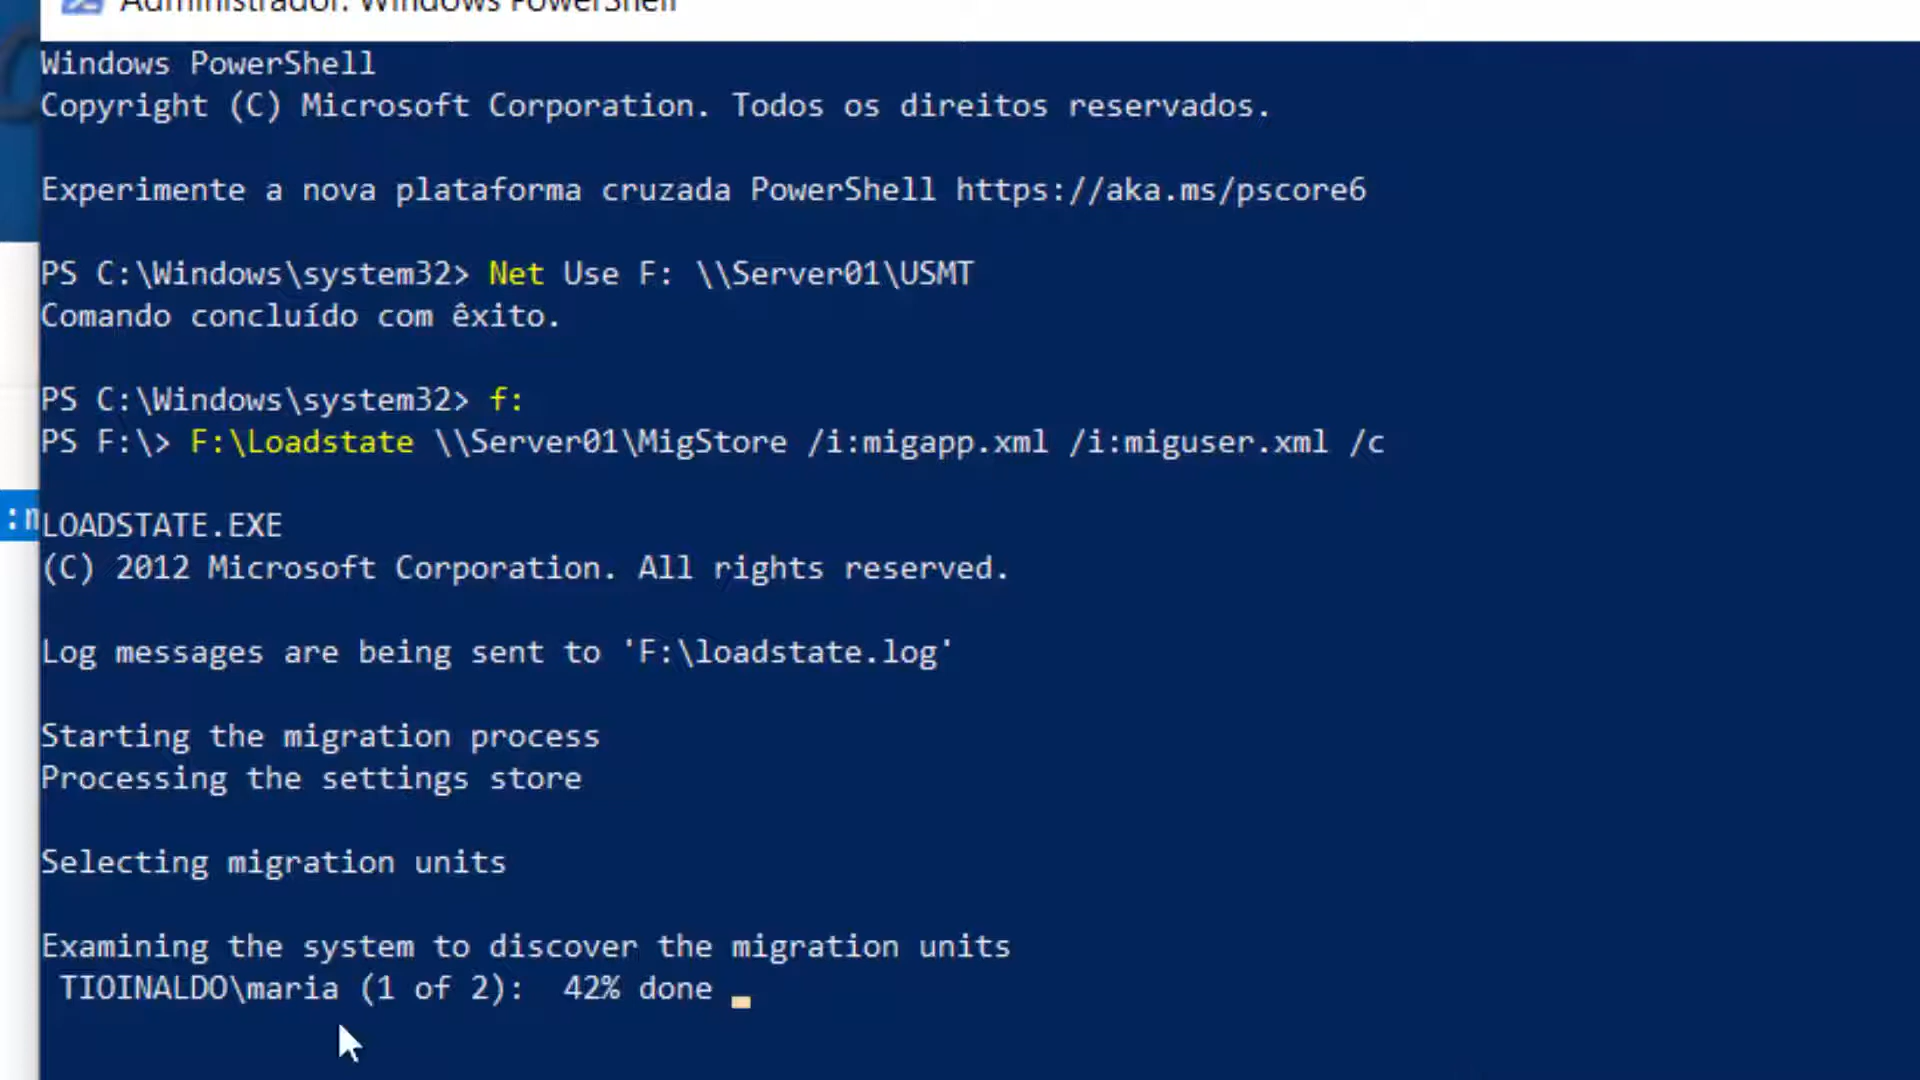 Administrador: Windows PowerShell
Windows PowerShell
Copyright (C) Microsoft Corporation. Todos os direitos reservados.
Experimente a nova plataforma cruzada PowerShell https://aka.ms/pscore6
PS C:\Windows\system32> Net Use F: \\Server01\USMT
Comando concluído com êxito.
PS C:\Windows\system32> f:
PS F:\> F:\Loadstate \\Server01\MigStore /i:migapp.xml /i:miguser.xml /c
LOADSTATE.EXE
(C) 2012 Microsoft Corporation. All rights reserved.
Log messages are being sent to 'F:\loadstate.log'
Starting the migration process
Processing the settings store
Selecting migration units
Examining the system to discover the migration units
TIOINALDO\maria (1 of 2):  42% done